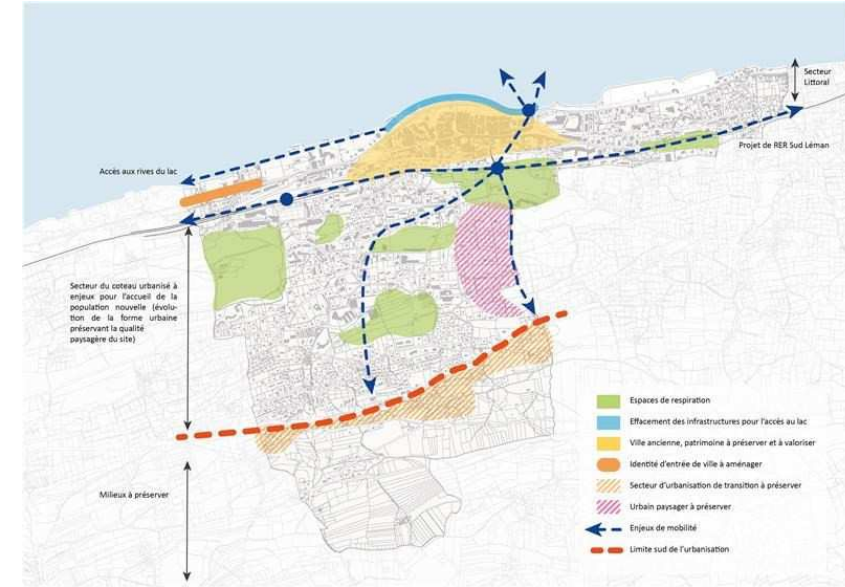 Secteur
Littoral
Projet de RER Sud Léman
Accès aux rives du lac
Secteur du coteau urbanisé à
enjeux pour l'accueil de la
population nouvelle (évolu-
tion de la forme urbaine
préservant la qualité
paysagère du site)
Milieux à préserver
Espaces de respiration
Effacement des infrastructures pour l'accès au lac
Ville ancienne, patrimoine à préserver et à valoriser
Identité d'entrée de ville à aménager
Secteur d'urbanisation de transition à préserver
Urbain paysager à préserver
Enjeux de mobilité
Limite sud de l'urbanisation